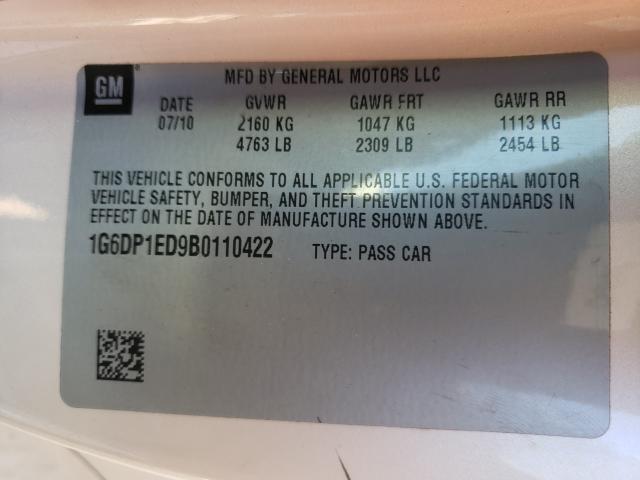 GM
MFD BY GENERAL MOTORS LLC
DATE GVWR GAWR FRT GAWR RR
07/10 2160 KG 1047 KG 1113 KG
4763 LB 2309 LB 2454 LB
THIS VEHICLE CONFORMS TO ALL APPLICABLE U.S. FEDERAL MOTOR
VEHICLE SAFETY, BUMPER, AND THEFT PREVENTION STANDARDS IN
EFFECT ON THE DATE OF MANUFACTURE SHOWN ABOVE.
1G6DP1ED9B0110422 TYPE: PASS CAR